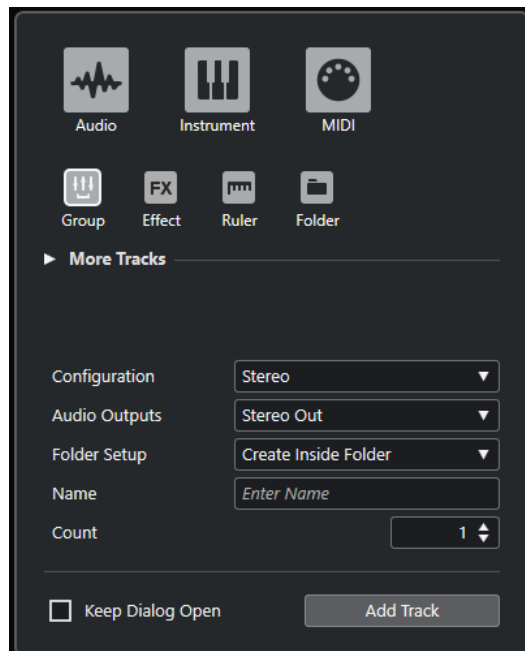 Audio Instrument MIDI
FX
Group Effect Ruler Folder
More Tracks
Configuration Stereo
Audio Outputs Stereo Out
Folder Setup Create Inside Folder
Name Enter Name
Count 1
Keep Dialog Open Add Track